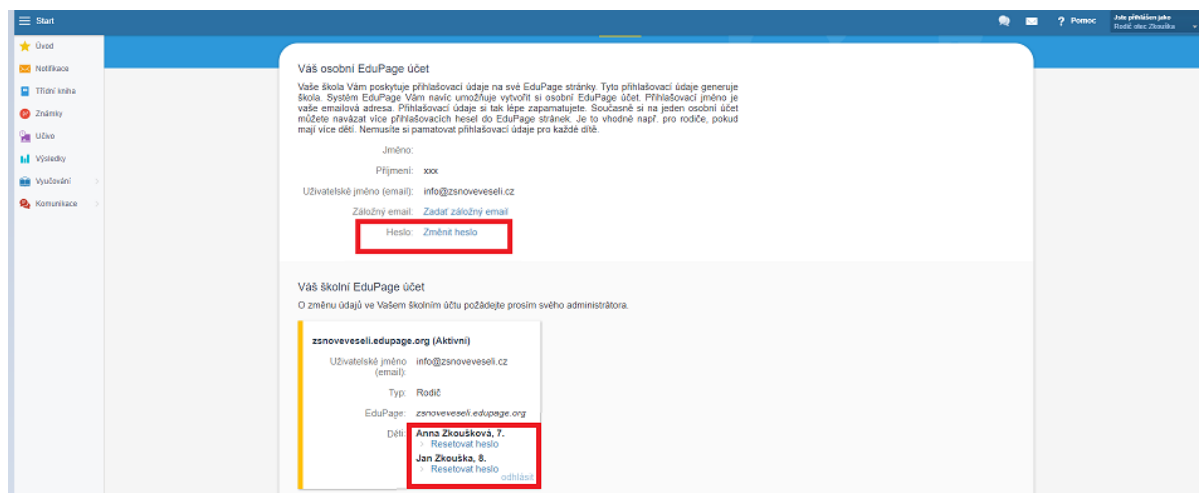 Start
? Pomoc
Jste přihlášen jako
Rodič otec Zkouška
Úvod
Notifikace
Třídní kniha
Známky
Učivo
Výsledky
Vyučování
Komunikace
Váš osobní EduPage účet
Vaše škola Vám poskytuje přihlašovací údaje na své EduPage stránky. Tyto přihlašovací údaje generuje
škola. Systém EduPage Vám navíc umožňuje vytvořit si osobní EduPage účet. Přihlašovací jméno je
vaše emailová adresa. Přihlašovací údaje si tak lépe zapamatujete. Současně si na jeden osobní účet
můžete navázat více přihlašovacích hesel do EduPage stránek. Je to vhodné např. pro rodiče, pokud
mají více dětí. Nemusíte si pamatovat přihlašovací údaje pro každé dítě.
Jméno:
Příjmení: xxx
Uživatelské jméno (email): info@zsnoveveseli.cz
Záložný email: Zadat záložný email
Heslo: Změnit heslo
Váš školní EduPage účet
O změnu údajů ve Vašem školním účtu požádejte prosím svého administrátora.
zsnoveveseli.edupage.org (Aktivní)
Uživatelské jméno info@zsnoveveseli.cz
(email):
Typ: Rodič
EduPage: zsnoveveseli.edupage.org
Děti: Anna Zkoušková, 7.
> Resetovat heslo
Jan Zkouška, 8.
> Resetovat heslo
odhlásit